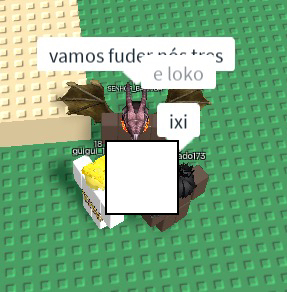 vamos fuder nós tres
e loko
ixi